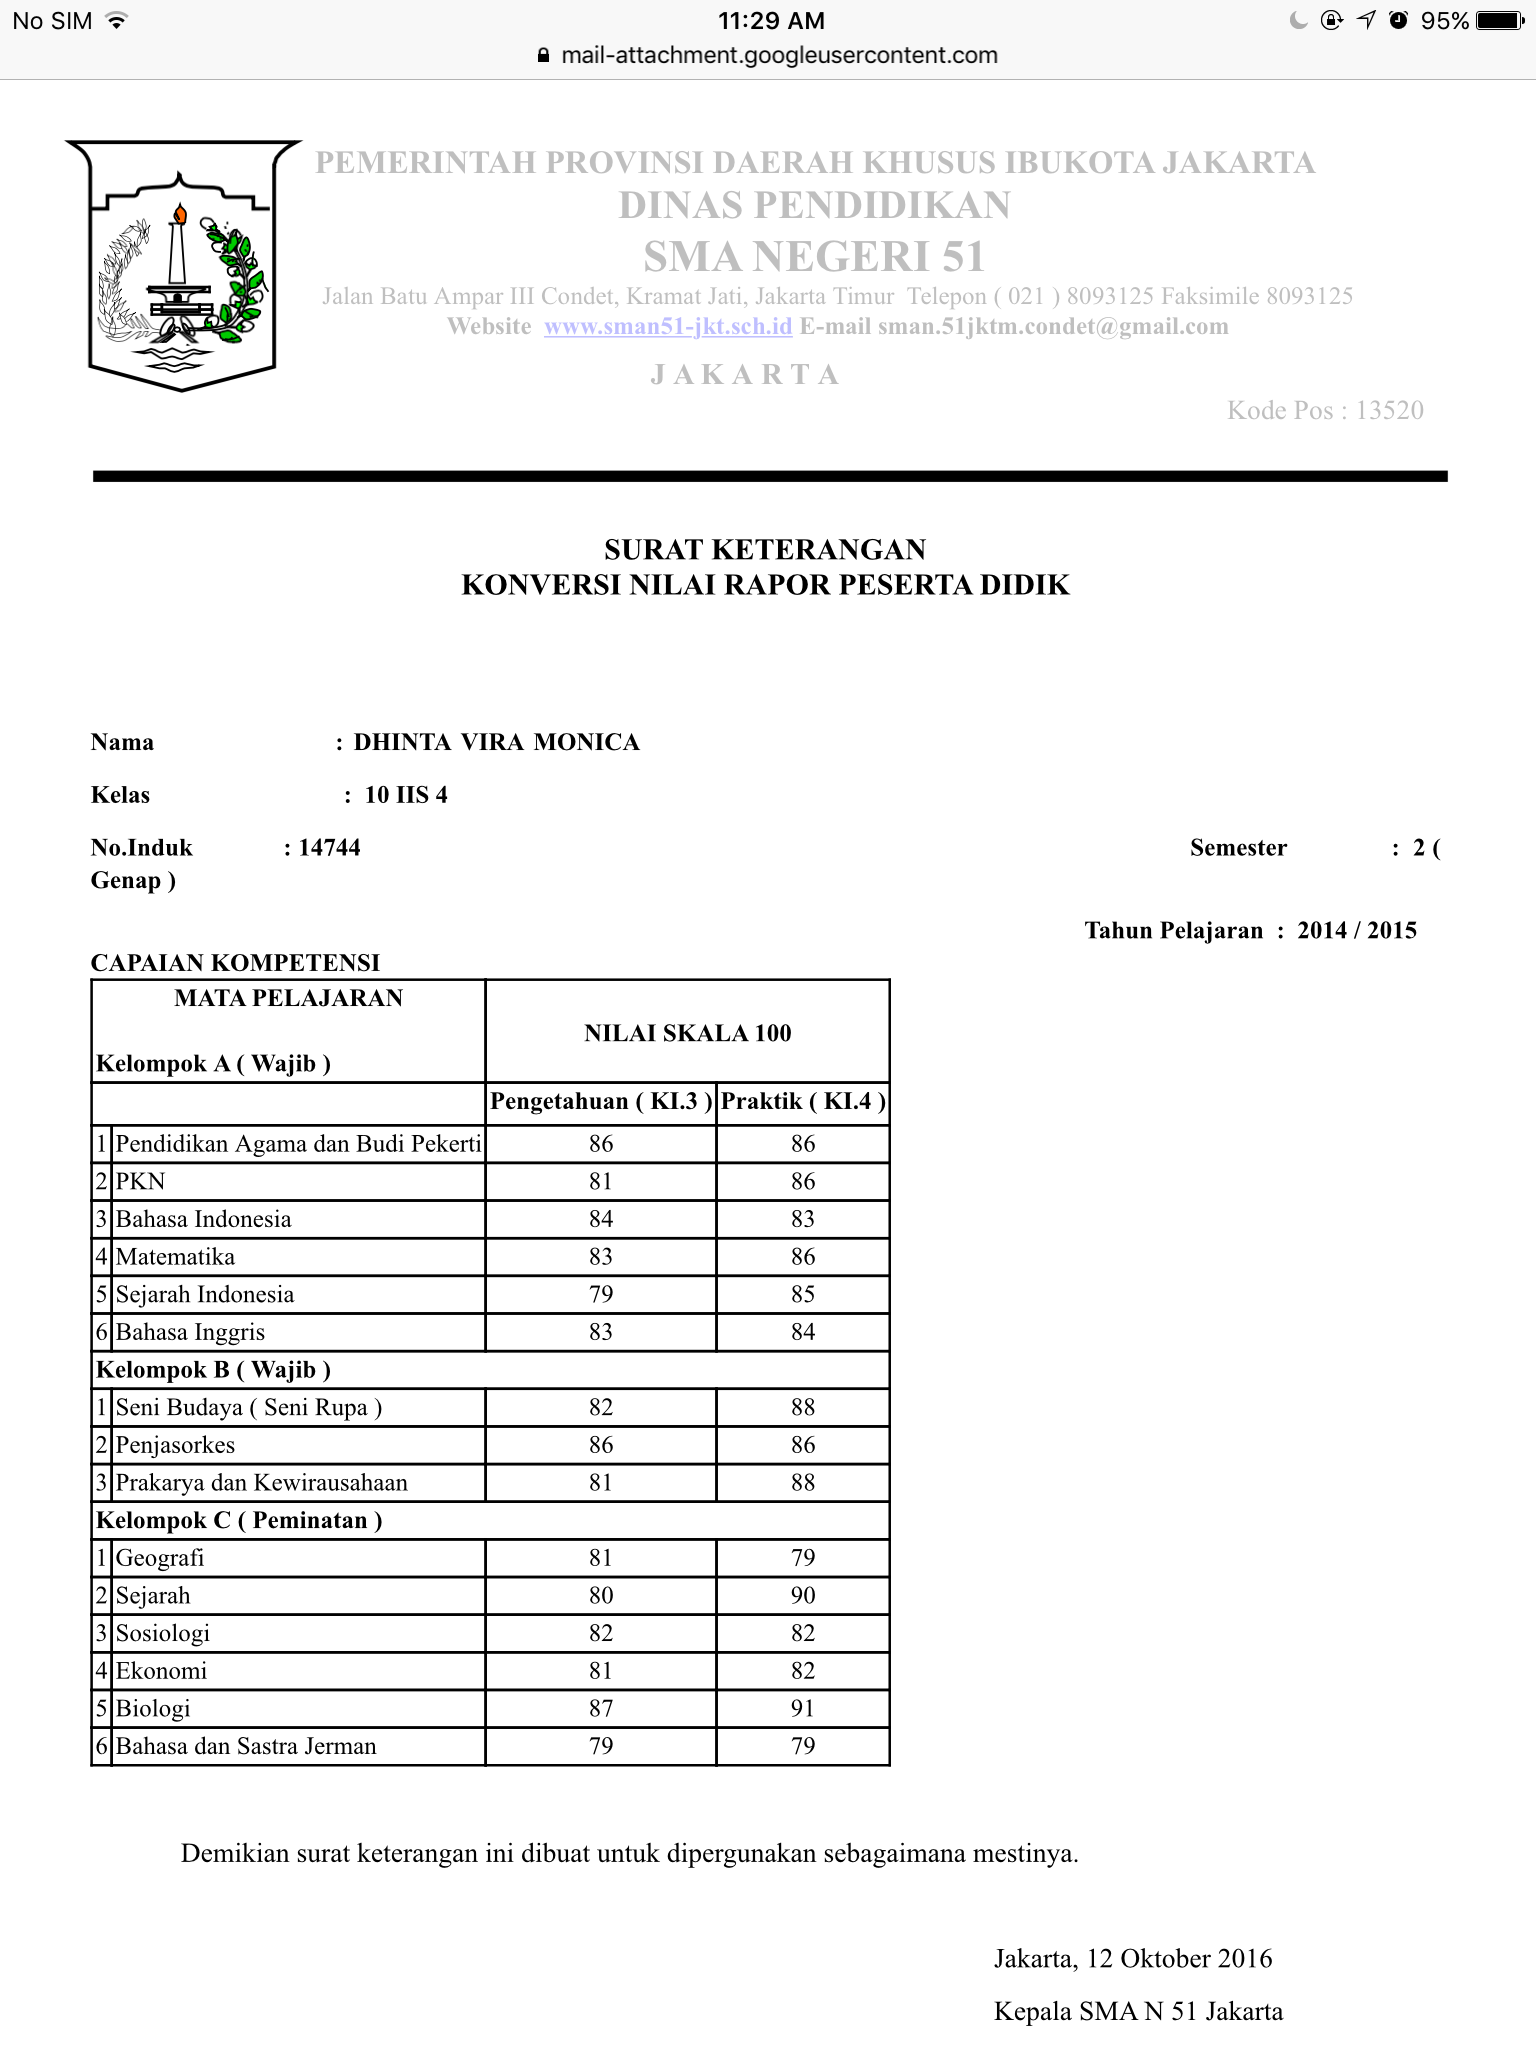 No SIM
11:29 AM
95%
mail-attachment.googleusercontent.com
PEMERINTAH PROVINSI DAERAH KHUSUS IBUKOTA JAKARTA
DINAS PENDIDIKAN
SMA NEGERI 51
Jalan Batu Ampar III Condet, Kramat Jati, Jakarta Timur Telepon ( 021 ) 8093125 Faksimile 8093125
Website www.sman51-jkt.sch.id E-mail sman.51jktm.condet@gmail.com
J A K A R T A
Kode Pos : 13520
SURAT KETERANGAN
KONVERSI NILAI RAPOR PESERTA DIDIK
Nama : DHINTA VIRA MONICA
Kelas : 10 IIS 4
No.Induk : 14744 Semester : 2 (
Genap )
Tahun Pelajaran : 2014 / 2015
CAPAIAN KOMPETENSI
MATA PELAJARAN
NILAI SKALA 100
Kelompok A ( Wajib )
Pengetahuan ( KI.3 ) Praktik ( KI.4 )
1 Pendidikan Agama dan Budi Pekerti 86 86
2 PKN 81 86
3 Bahasa Indonesia 84 83
4 Matematika 83 86
5 Sejarah Indonesia 79 85
6 Bahasa Inggris 83 84
Kelompok B ( Wajib )
1 Seni Budaya ( Seni Rupa ) 82 88
2 Penjasorkes 86 86
3 Prakarya dan Kewirausahaan 81 88
Kelompok C ( Peminatan )
1 Geografi 81 79
2 Sejarah 80 90
3 Sosiologi 82 82
4 Ekonomi 81 82
5 Biologi 87 91
6 Bahasa dan Sastra Jerman 79 79
Demikian surat keterangan ini dibuat untuk dipergunakan sebagaimana mestinya.
Jakarta, 12 Oktober 2016
Kepala SMA N 51 Jakarta